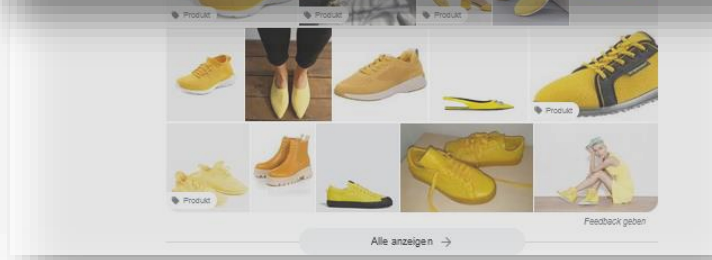 Produkt Produkt Produkt
Produkt
Produkt
Feedback geben
Alle anzeigen →